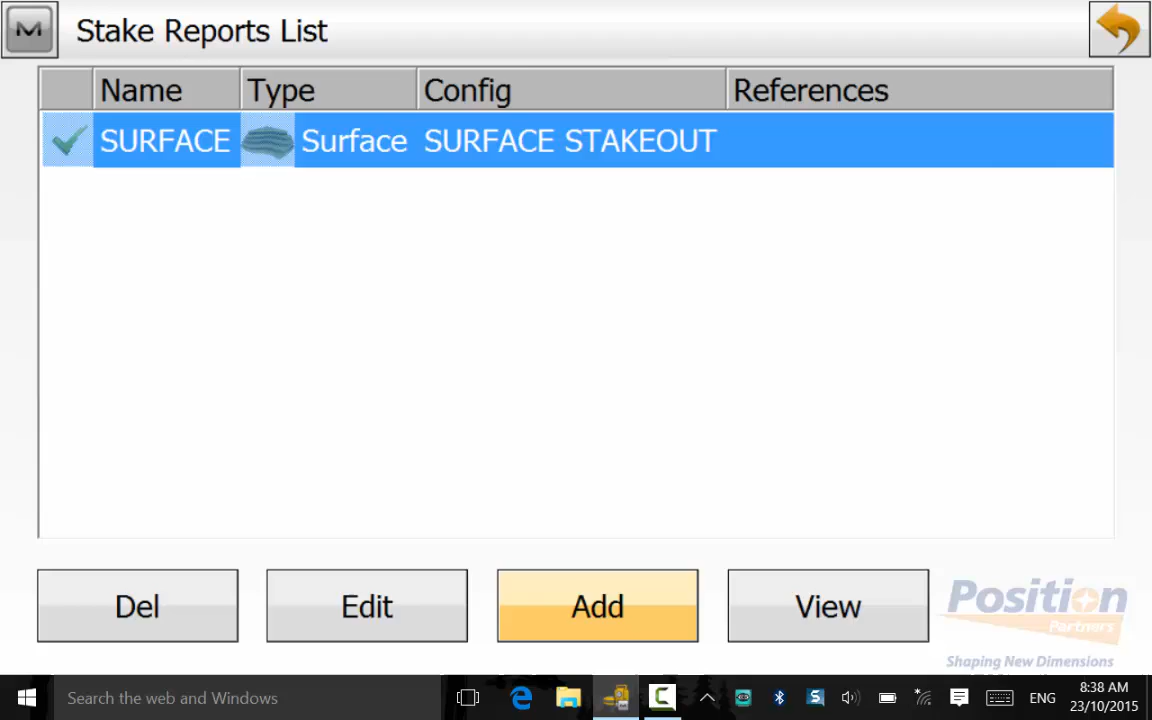 Stake Reports List
Name Type Config References
SURFACE Surface SURFACE STAKEOUT
Del Edit Add View
Position
Partners
Shaping New Dimensions
Search the web and Windows
ENG
8:38 AM
23/10/2015